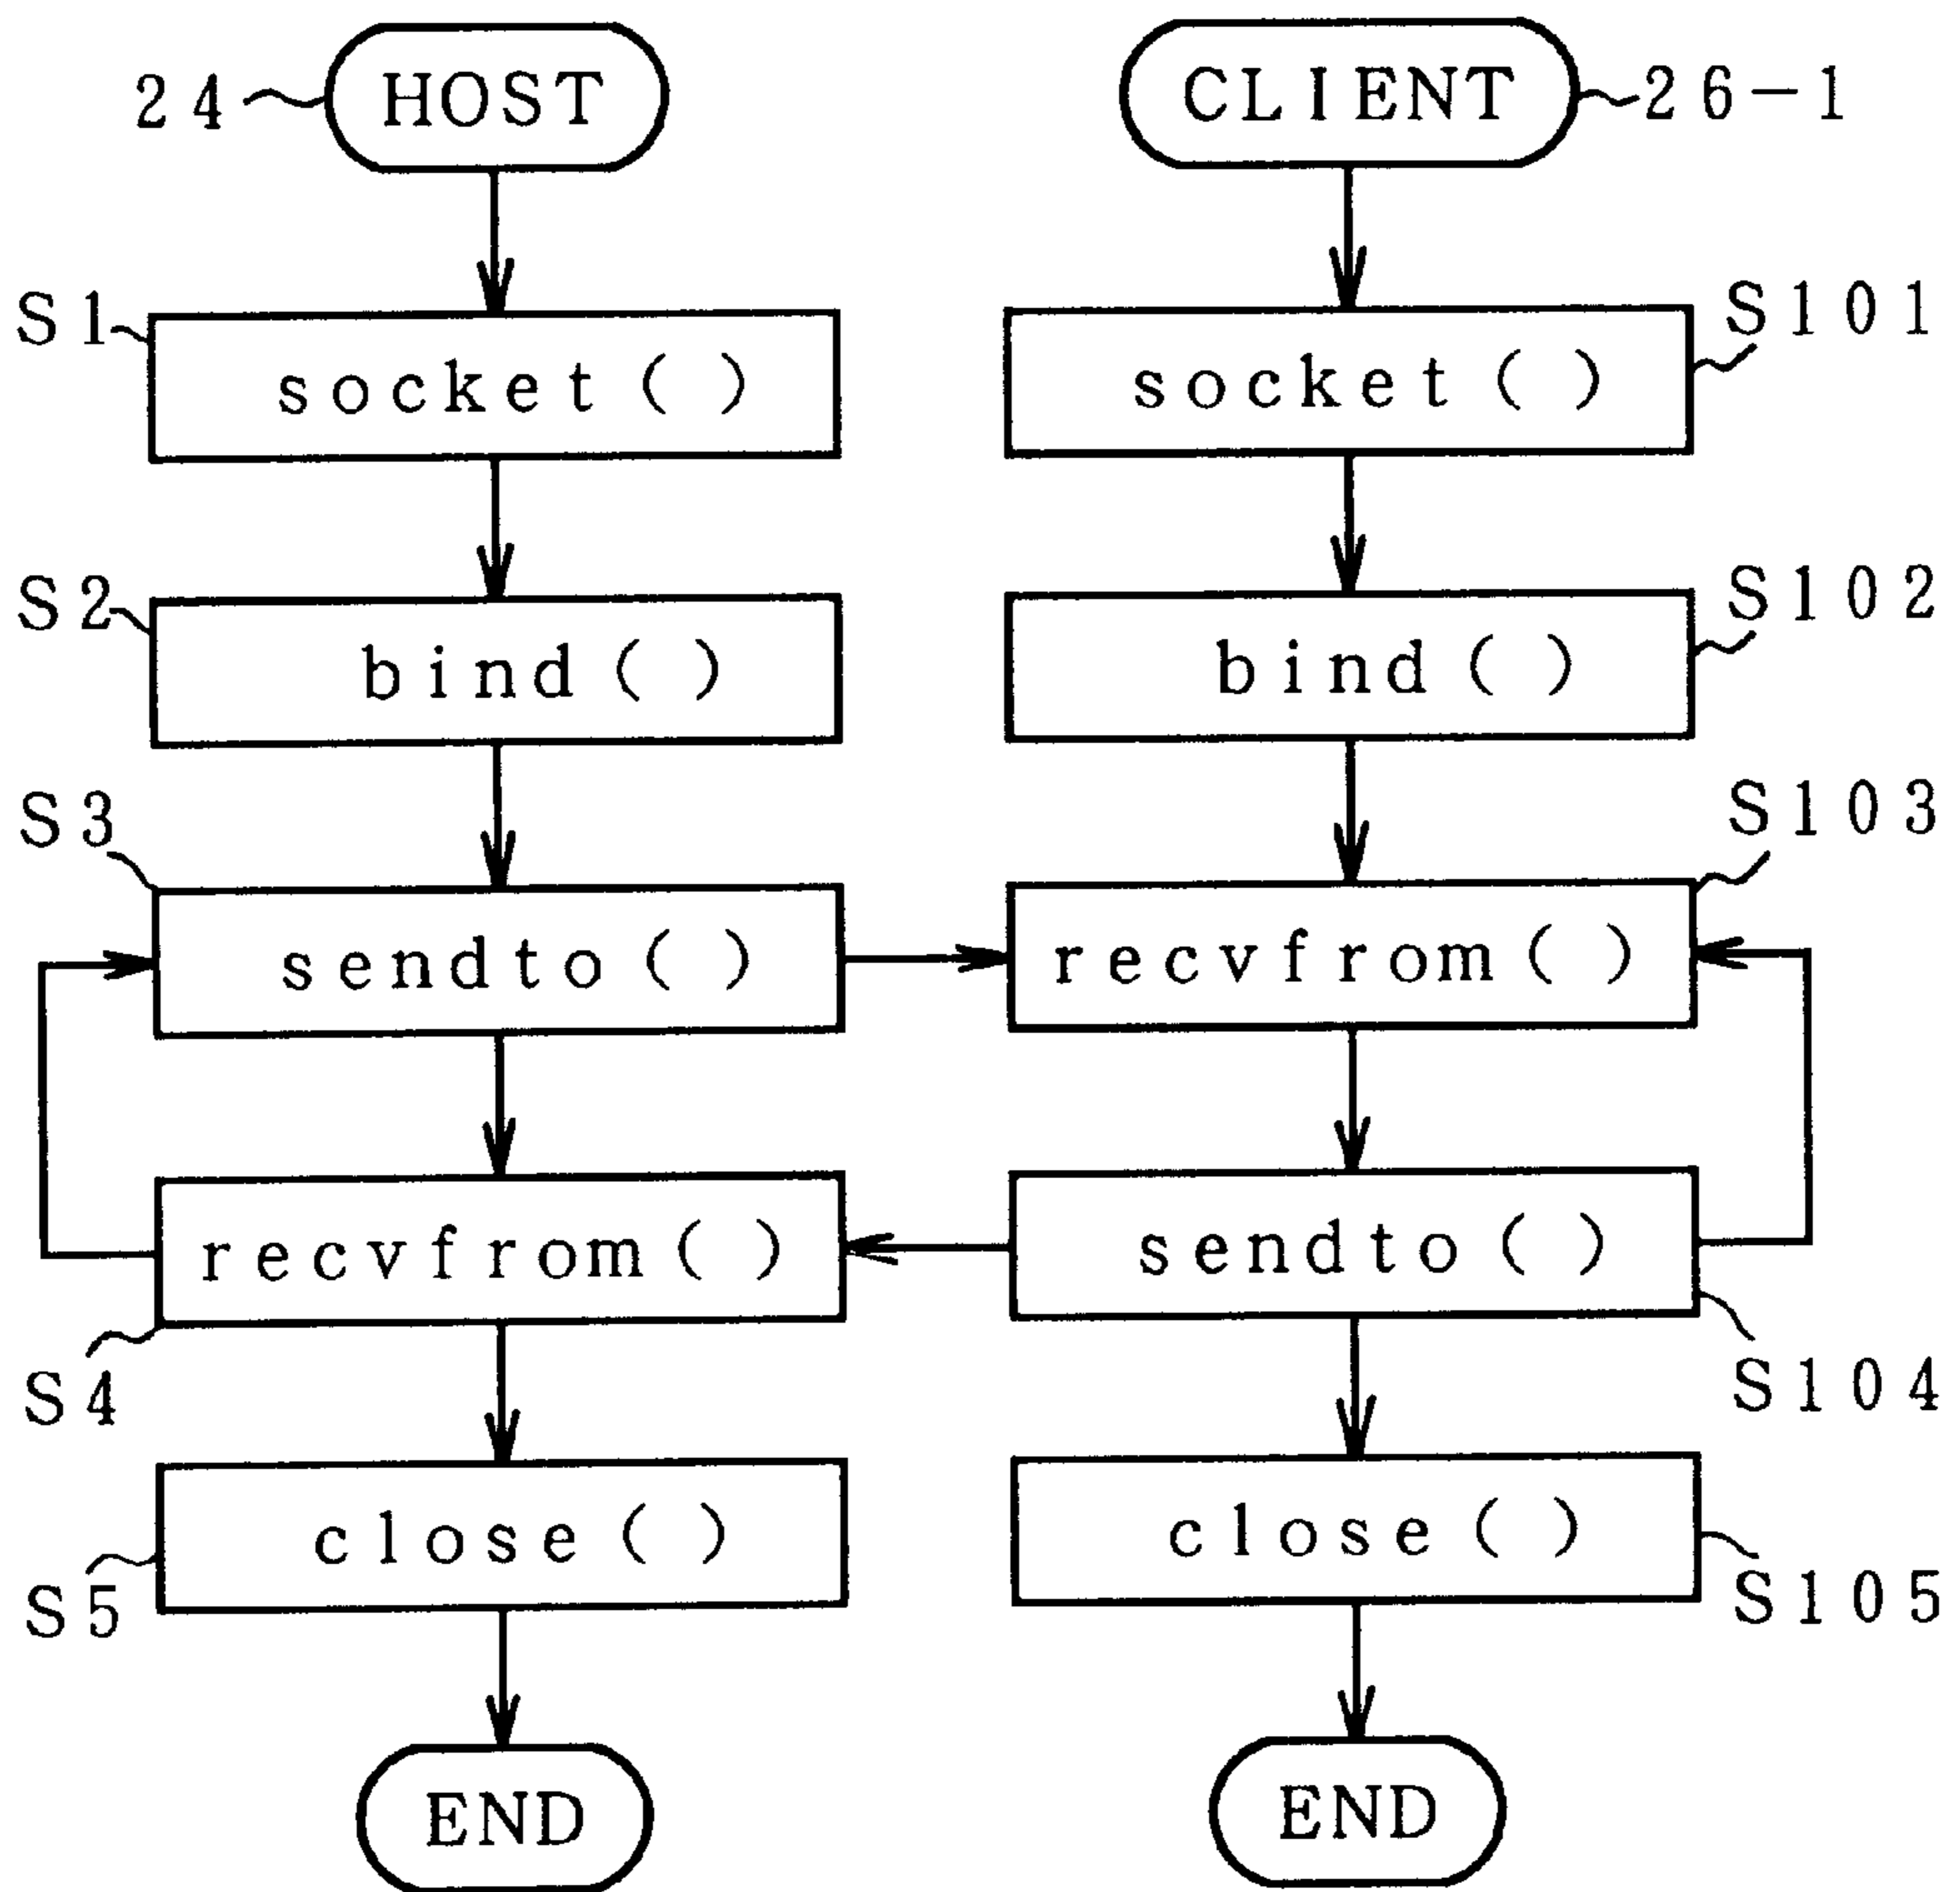 24 HOST CLIENT 26-1
S1 socket() socket() S101
S2 bind() bind() S102
S3 sendto() recvfrom() S103
S4 recvfrom() sendto() S104
S5 close() close() S105
END END